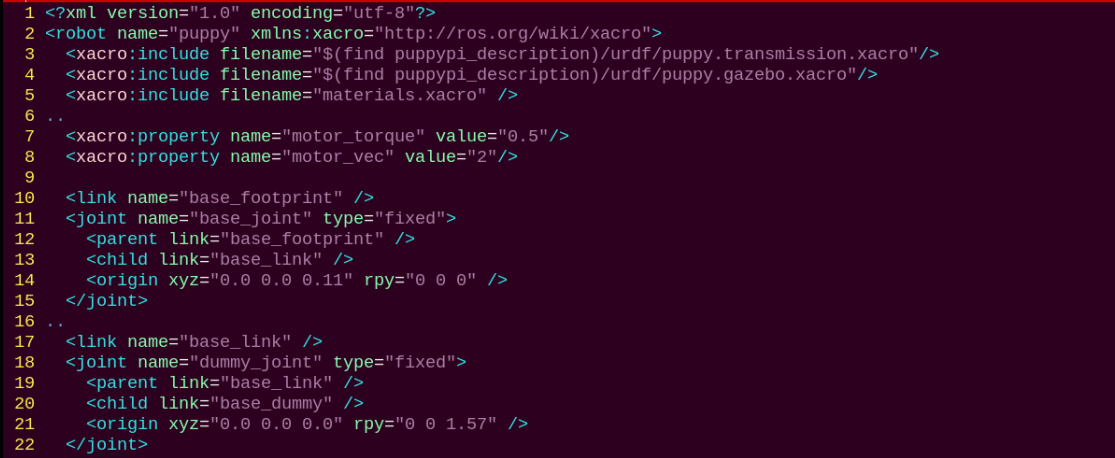 1 <?xml version="1.0" encoding="utf-8"?>
2 <robot name="puppy" xmlns:xacro="http://ros.org/wiki/xacro">
3   <xacro:include filename="$(find puppypi_description)/urdf/puppy.transmission.xacro"/>
4   <xacro:include filename="$(find puppypi_description)/urdf/puppy.gazebo.xacro"/>
5   <xacro:include filename="materials.xacro" />
6 ..
7   <xacro:property name="motor_torque" value="0.5"/>
8   <xacro:property name="motor_vec" value="2"/>
9
10   <link name="base_footprint" />
11   <joint name="base_joint" type="fixed">
12     <parent link="base_footprint" />
13     <child link="base_link" />
14     <origin xyz="0.0 0.0 0.11" rpy="0 0 0" />
15   </joint>
16 ..
17   <link name="base_link" />
18   <joint name="dummy_joint" type="fixed">
19     <parent link="base_link" />
20     <child link="base_dummy" />
21     <origin xyz="0.0 0.0 0.0" rpy="0 0 1.57" />
22   </joint>